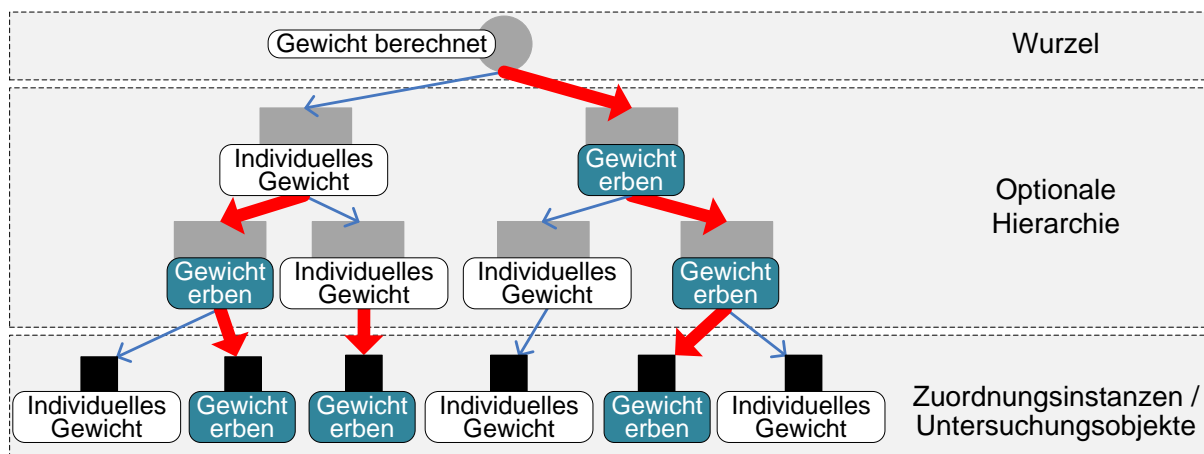 Gewicht berechnet
Wurzel
Individuelles
Gewicht
Gewicht
erben
Optionale
Hierarchie
Gewicht
erben
Individuelles
Gewicht
Individuelles
Gewicht
Gewicht
erben
Individuelles
Gewicht
Gewicht
erben
Gewicht
erben
Individuelles
Gewicht
Gewicht
erben
Individuelles
Gewicht
Zuordnungsinstanzen /
Untersuchungsobjekte